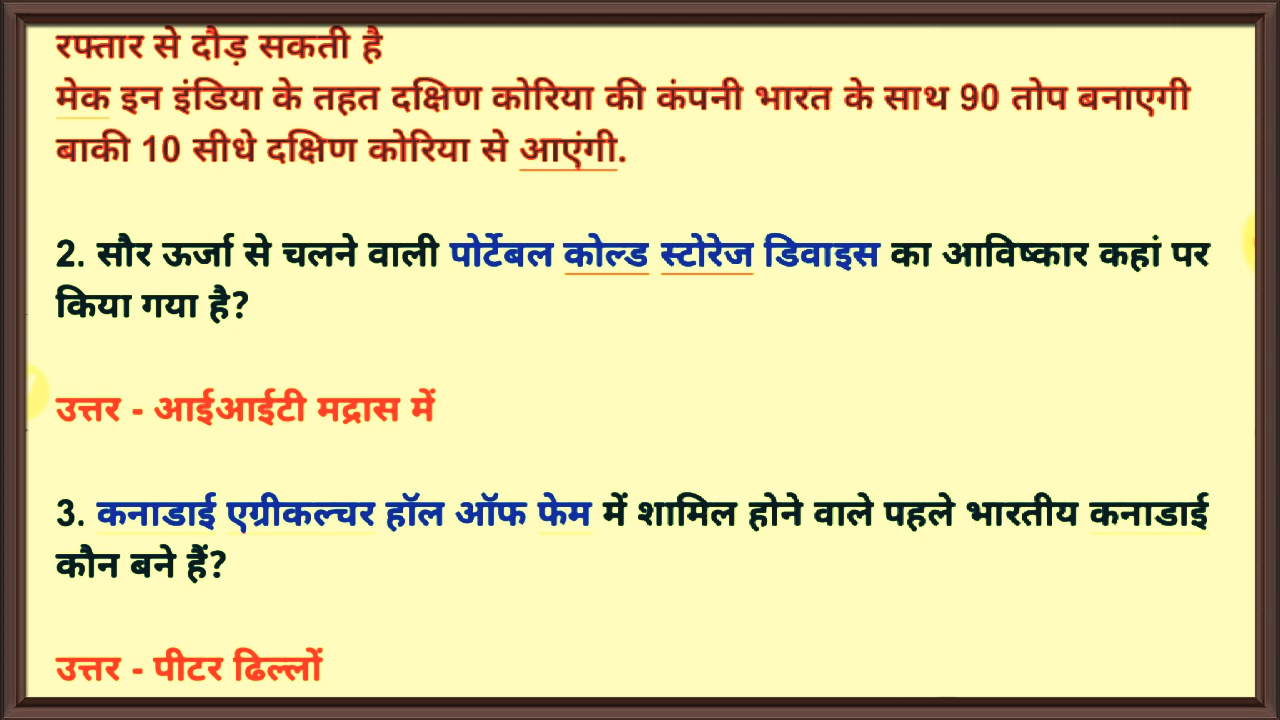 रफ्तार से दौड़ सकती है
मेक इन इंडिया के तहत दक्षिण कोरिया की कंपनी भारत के साथ 90 तोप बनाएगी
बाकी 10 सीधे दक्षिण कोरिया से आएंगी.
2. सौर ऊर्जा से चलने वाली पोर्टेबल कोल्ड स्टोरेज डिवाइस का आविष्कार कहां पर
किया गया है?
उत्तर - आईआईटी मद्रास में
3. कनाडाई एग्रीकल्चर हॉल ऑफ फेम में शामिल होने वाले पहले भारतीय कनाडाई
कौन बने हैं?
उत्तर - पीटर ढिल्लों